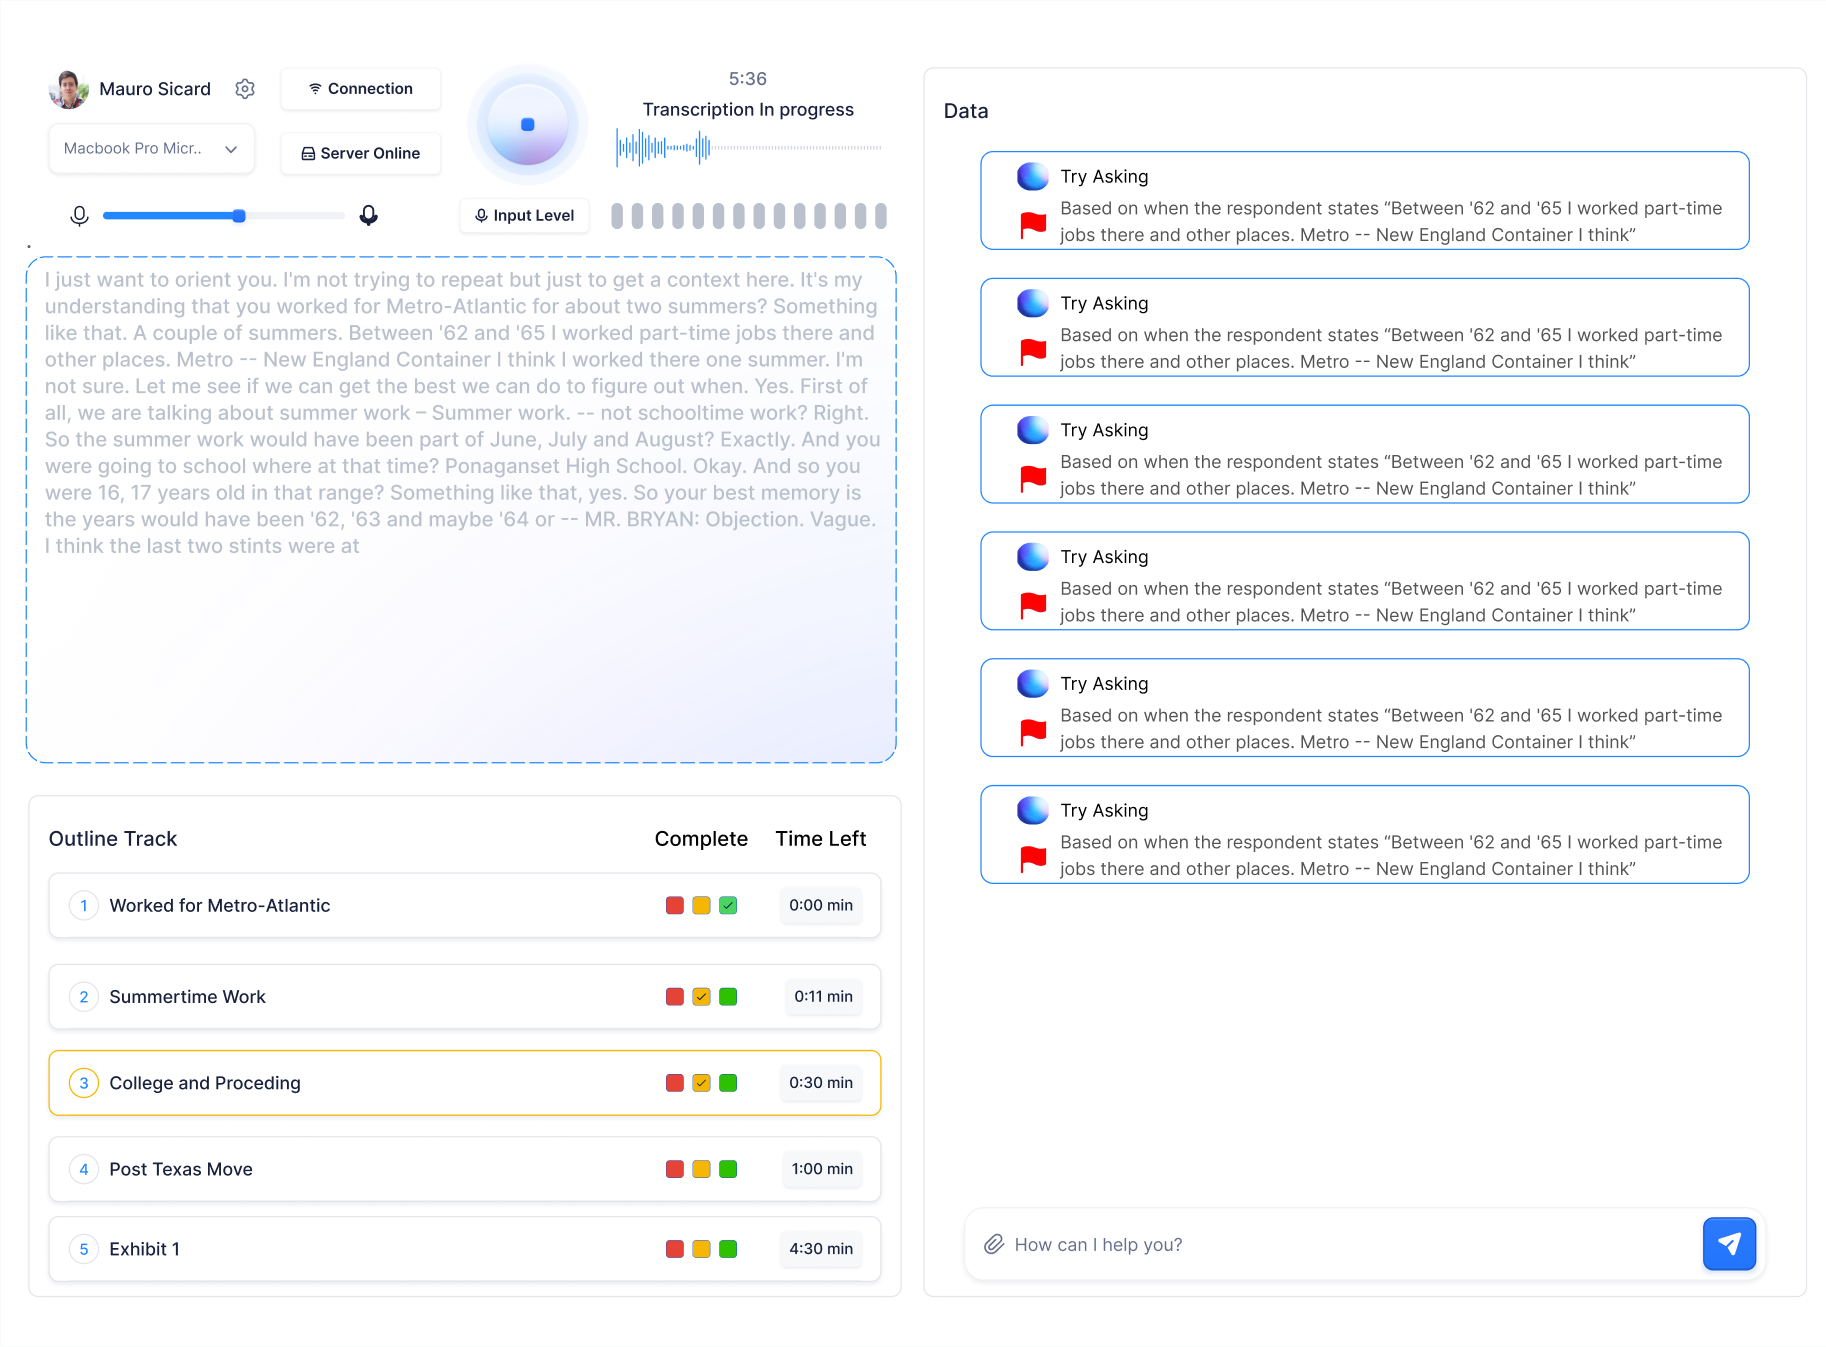 Mauro Sicard
Connection
Macbook Pro Micr..
Server Online
5:36
Transcription In progress
Input Level
.
I just want to orient you. I'm not trying to repeat but just to get a context here. It's my
understanding that you worked for Metro-Atlantic for about two summers? Something
like that. A couple of summers. Between '62 and '65 I worked part-time jobs there and
other places. Metro -- New England Container I think I worked there one summer. I'm
not sure. Let me see if we can get the best we can do to figure out when. Yes. First of
all, we are talking about summer work – Summer work. -- not schooltime work? Right.
So the summer work would have been part of June, July and August? Exactly. And you
were going to school where at that time? Ponaganset High School. Okay. And so you
were 16, 17 years old in that range? Something like that, yes. So your best memory is
the years would have been '62, '63 and maybe '64 or -- MR. BRYAN: Objection. Vague.
I think the last two stints were at
Outline Track Complete Time Left
1 Worked for Metro-Atlantic 0:00 min
2 Summertime Work 0:11 min
3 College and Proceding 0:30 min
4 Post Texas Move 1:00 min
5 Exhibit 1 4:30 min
Data
Try Asking
Based on when the respondent states “Between '62 and '65 I worked part-time
jobs there and other places. Metro -- New England Container I think”
Try Asking
Based on when the respondent states “Between '62 and '65 I worked part-time
jobs there and other places. Metro -- New England Container I think”
Try Asking
Based on when the respondent states “Between '62 and '65 I worked part-time
jobs there and other places. Metro -- New England Container I think”
Try Asking
Based on when the respondent states “Between '62 and '65 I worked part-time
jobs there and other places. Metro -- New England Container I think”
Try Asking
Based on when the respondent states “Between '62 and '65 I worked part-time
jobs there and other places. Metro -- New England Container I think”
Try Asking
Based on when the respondent states “Between '62 and '65 I worked part-time
jobs there and other places. Metro -- New England Container I think”
How can I help you?